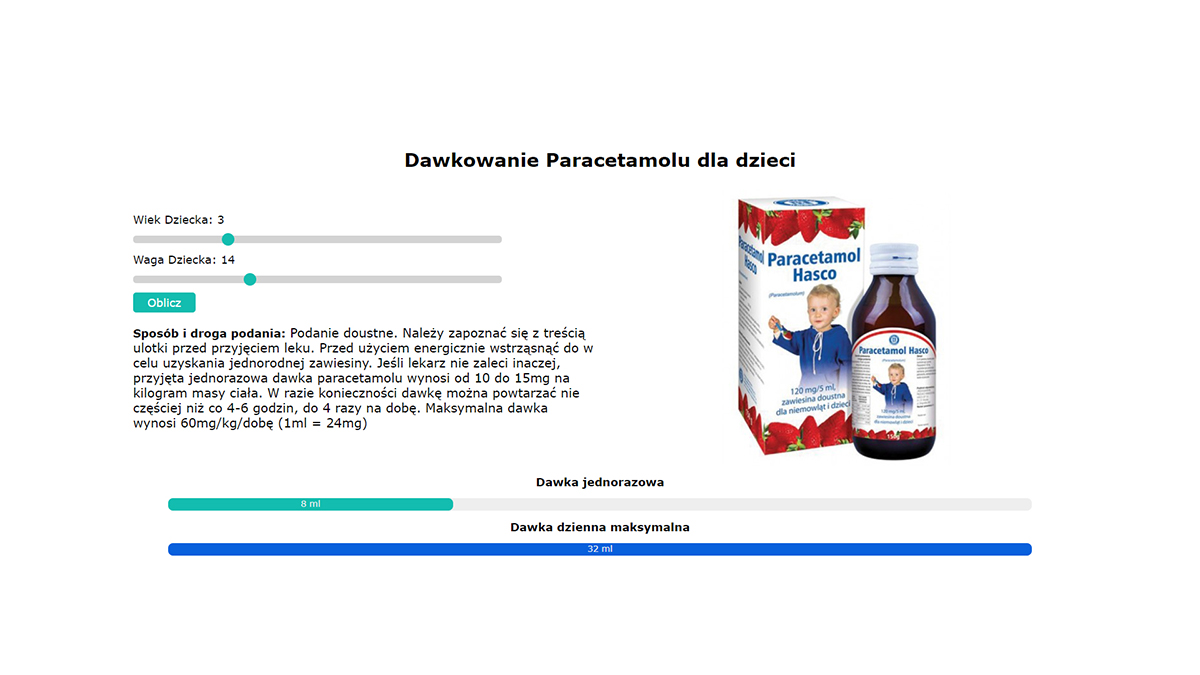 Dawkowanie Paracetamolu dla dzieci
Wiek Dziecka: 3
Waga Dziecka: 14
Oblicz
Sposób i droga podania: Podanie doustne. Należy zapoznać się z treścią
ulotki przed przyjęciem leku. Przed użyciem energicznie wstrząsnąć do w
celu uzyskania jednorodnej zawiesiny. Jeśli lekarz nie zaleci inaczej,
przyjęta jednorazowa dawka paracetamolu wynosi od 10 do 15mg na
kilogram masy ciała. W razie konieczności dawkę można powtarzać nie
częściej niż co 4-6 godzin, do 4 razy na dobę. Maksymalna dawka
wynosi 60mg/kg/dobę (1ml = 24mg)
Paracetamol
Hasco
Paracetamol
Hasco
(Paracetamolum)
120 mg/5 ml,
zawiesina doustna
dla niemowląt i dzieci
Paracetamol Hasco
(Paracetamolum)
120 mg/5 ml
zawiesina doustna
dla niemowląt i dzieci
150g
Dawka jednorazowa
8 ml
Dawka dzienna maksymalna
32 ml